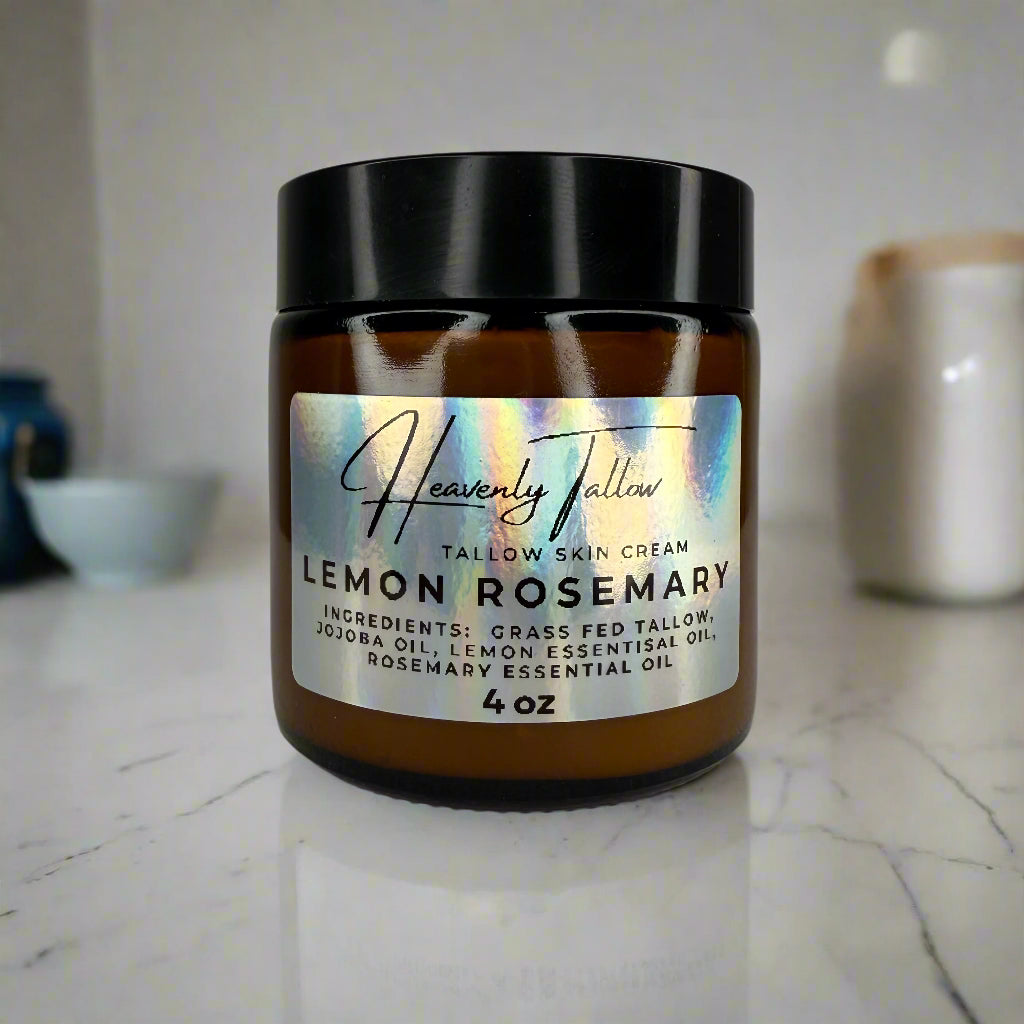 Heavenly Tallow
TALLOW SKIN CREAM
LEMON ROSEMARY
INGREDIENTS: GRASS FED TALLOW,
JOJOBA OIL, LEMON ESSENTISAL OIL,
ROSEMARY ESSENTIAL OIL
4 oz